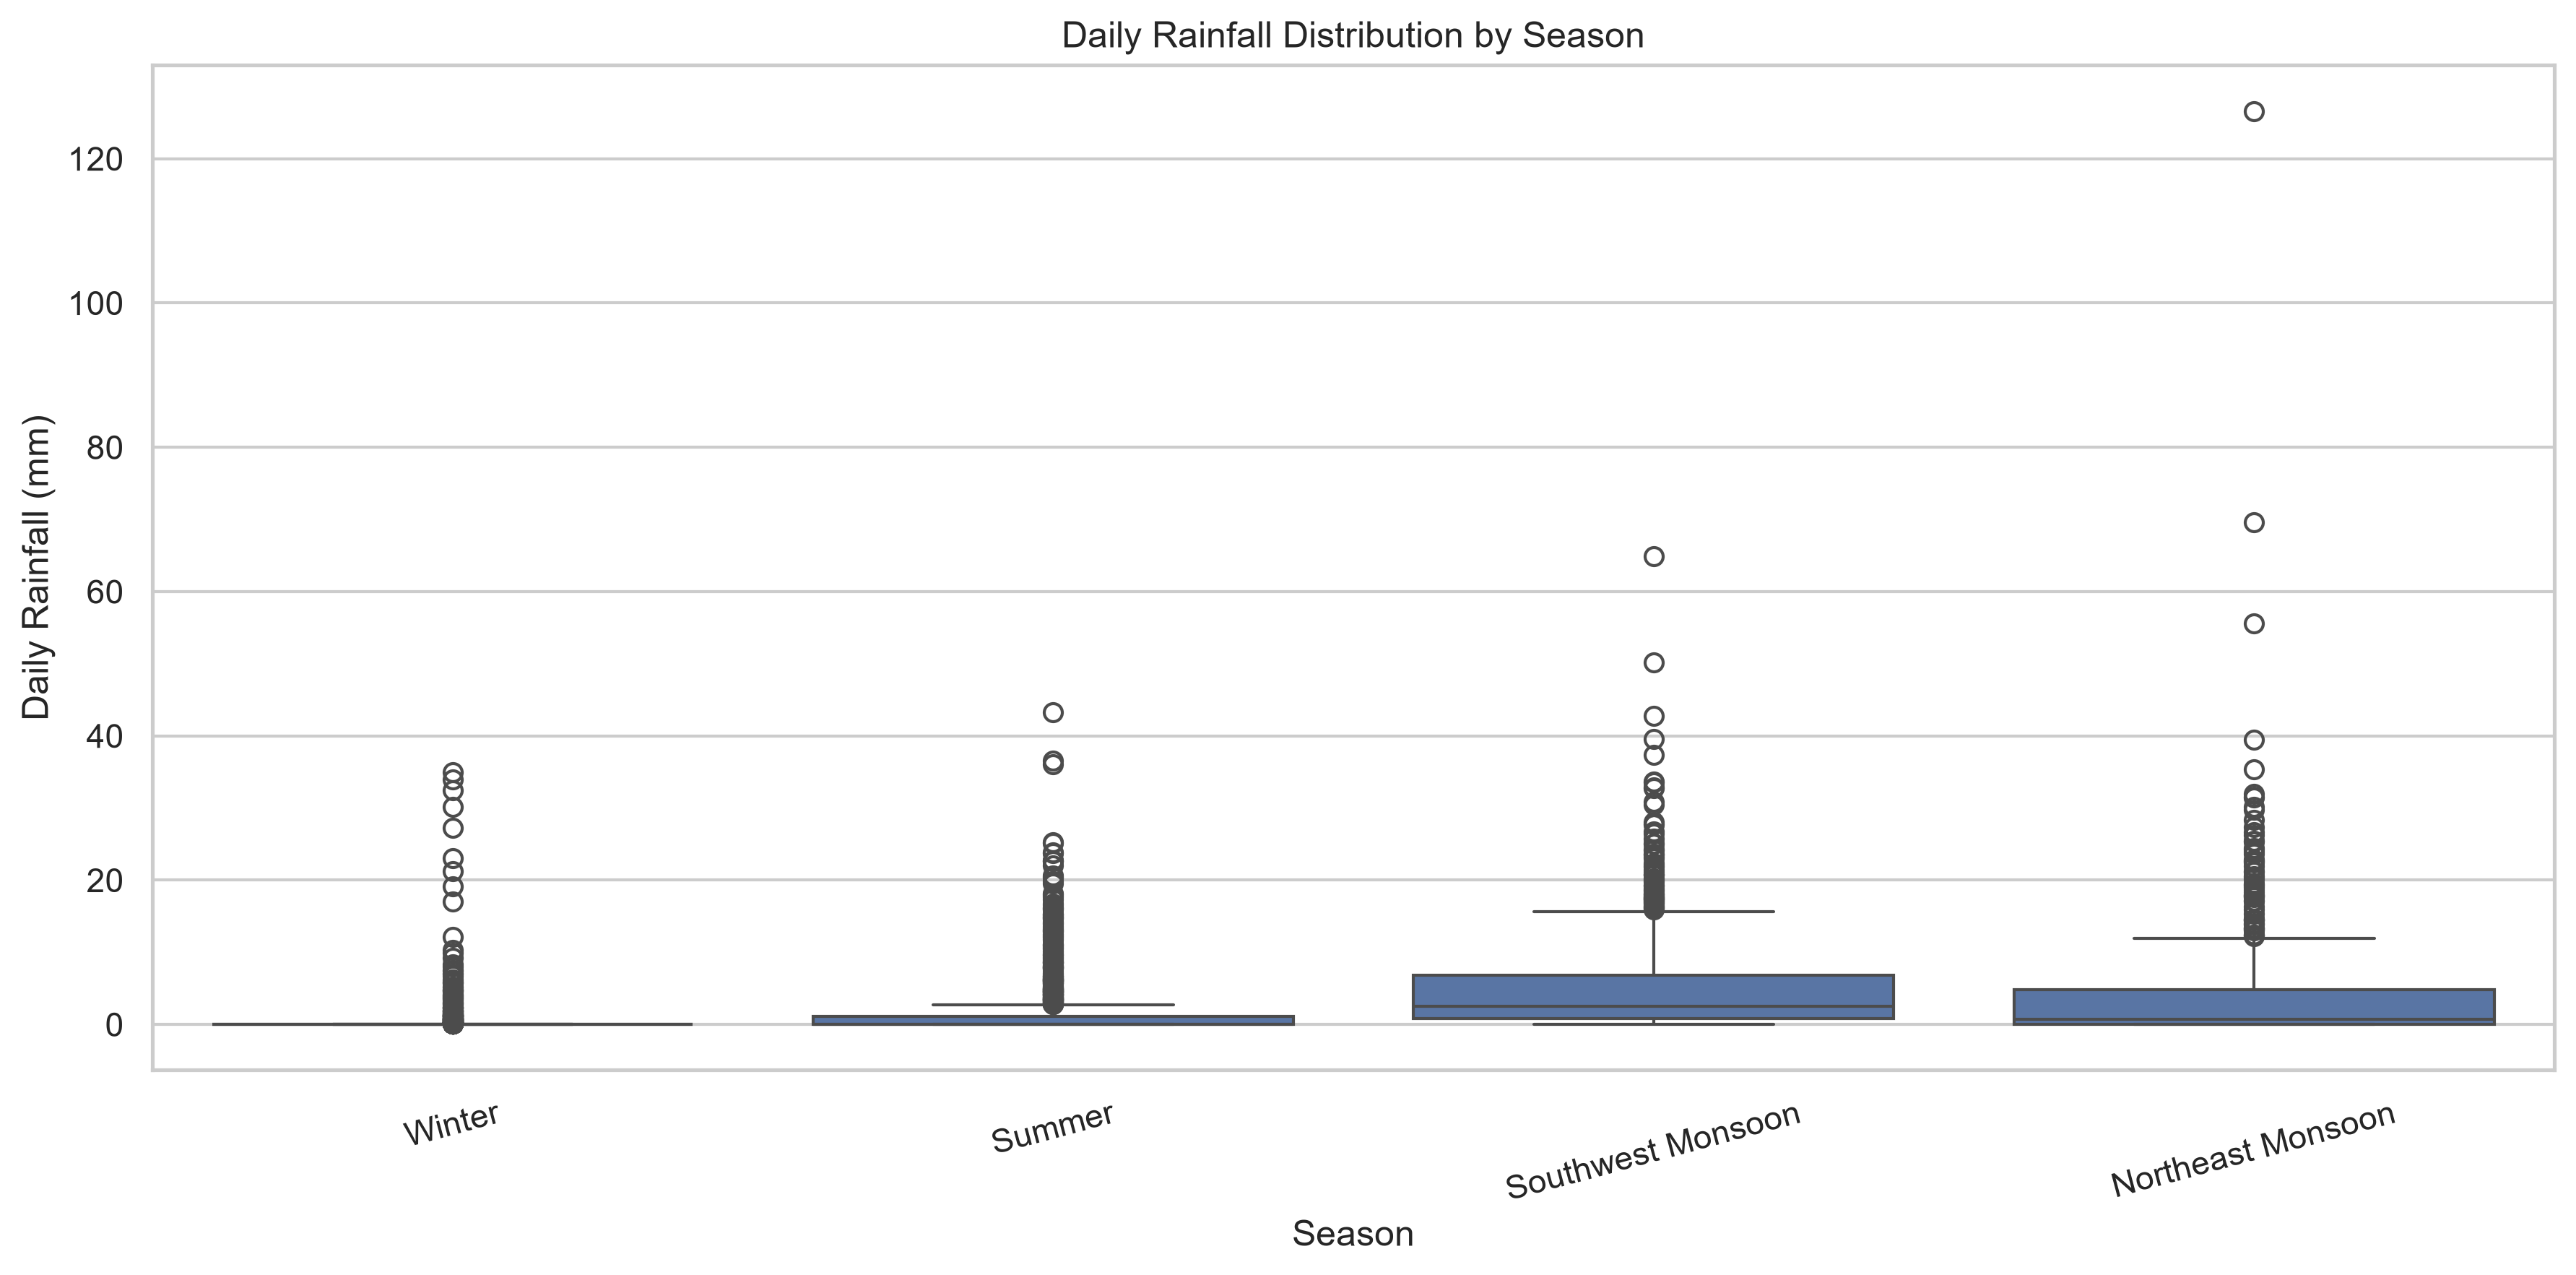 Daily Rainfall Distribution by Season
Daily Rainfall (mm)
120
100
80
60
40
20
0
Winter
Summer
Southwest Monsoon
Northeast Monsoon
Season